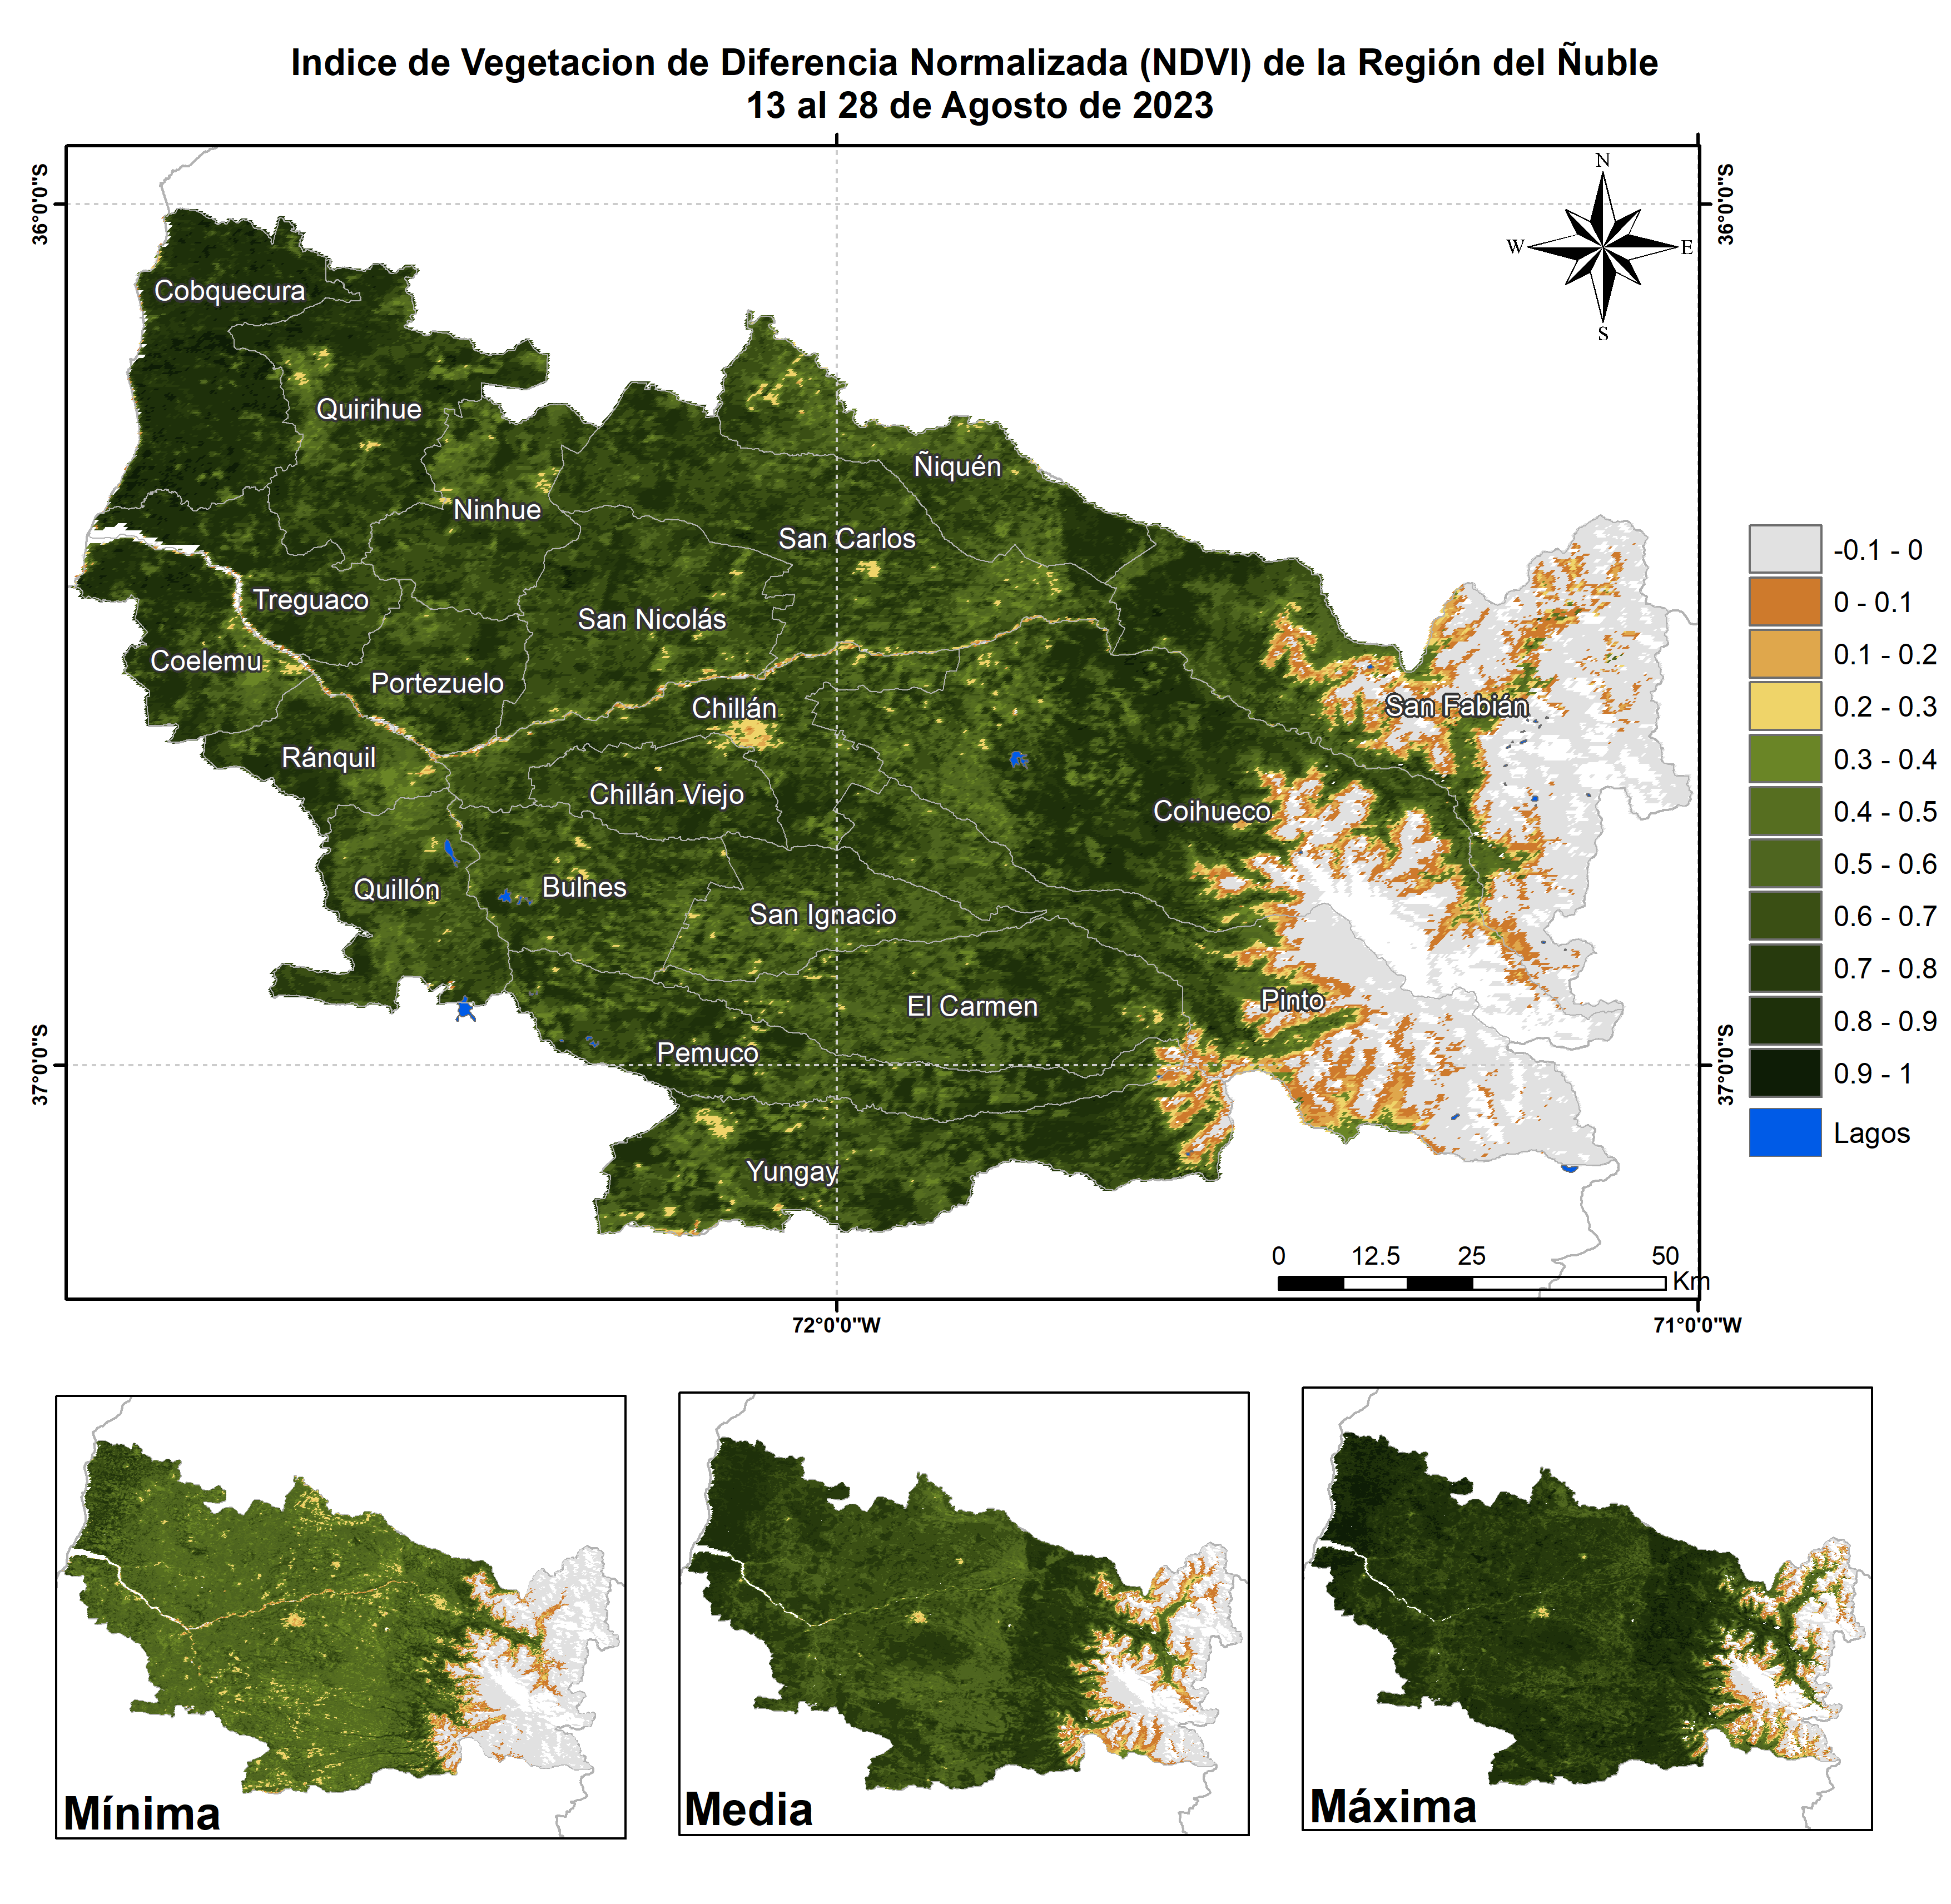 Indice de Vegetacion de Diferencia Normalizada (NDVI) de la Región del Ñuble
13 al 28 de Agosto de 2023
36°0'0"S
36°0'0"S
N
W
E
S
Cobquecura
Quirihue
Ñiquén
Ninhue
San Carlos
Treguaco
San Nicolás
Coelemu
Portezuelo
Chillán
San Fabián
Ránquil
Chillán Viejo
Coihueco
Quillón
Bulnes
San Ignacio
El Carmen
Pinto
Pemuco
Yungay
-0.1 - 0
0 - 0.1
0.1 - 0.2
0.2 - 0.3
0.3 - 0.4
0.4 - 0.5
0.5 - 0.6
0.6 - 0.7
0.7 - 0.8
0.8 - 0.9
0.9 - 1
Lagos
37°0'0"S
37°0'0"S
0 12.5 25 50
Km
72°0'0"W
71°0'0"W
Mínima
Media
Máxima